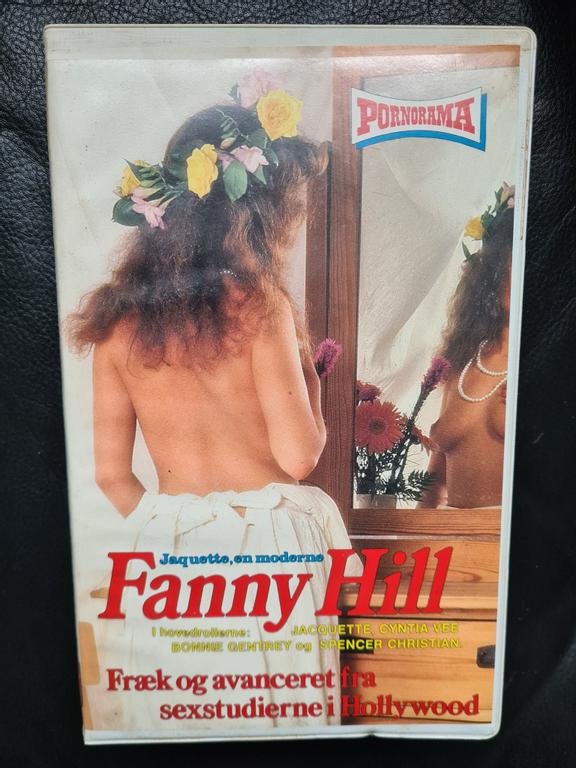 PORNORAMA
Jaquette, en moderne
Fanny Hill
I hovedrollerne: JACQUETTE, CYNTIA VEE
BONNIE GENTREY og SPENCER CHRISTIAN.
Fræk og avanceret fra
sexstudierne i Hollywood